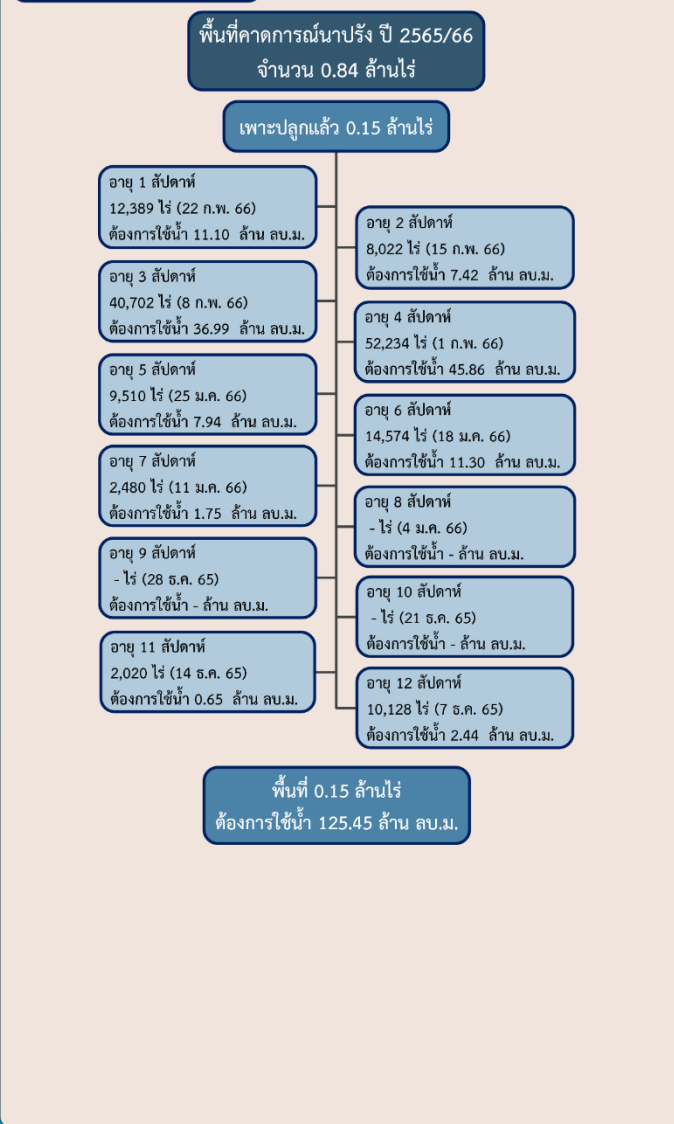 พื้นที่คาดการณ์นาปรัง ปี 2565/66
จำนวน 0.84 ล้านไร่
เพาะปลูกแล้ว 0.15 ล้านไร่
อายุ 1 สัปดาห์
12,389 ไร่ (22 ก.พ. 66)
ต้องการใช้น้ำ 11.10 ล้าน ลบ.ม.
อายุ 2 สัปดาห์
8,022 ไร่ (15 ก.พ. 66)
ต้องการใช้น้ำ 7.42 ล้าน ลบ.ม.
อายุ 3 สัปดาห์
40,702 ไร่ (8 ก.พ. 66)
ต้องการใช้น้ำ 36.99 ล้าน ลบ.ม.
อายุ 4 สัปดาห์
52,234 ไร่ (1 ก.พ. 66)
ต้องการใช้น้ำ 45.86 ล้าน ลบ.ม.
อายุ 5 สัปดาห์
9,510 ไร่ (25 ม.ค. 66)
ต้องการใช้น้ำ 7.94 ล้าน ลบ.ม.
อายุ 6 สัปดาห์
14,574 ไร่ (18 ม.ค. 66)
ต้องการใช้น้ำ 11.30 ล้าน ลบ.ม.
อายุ 7 สัปดาห์
2,480 ไร่ (11 ม.ค. 66)
ต้องการใช้น้ำ 1.75 ล้าน ลบ.ม.
อายุ 8 สัปดาห์
- ไร่ (4 ม.ค. 66)
ต้องการใช้น้ำ - ล้าน ลบ.ม.
อายุ 9 สัปดาห์
- ไร่ (28 ธ.ค. 65)
ต้องการใช้น้ำ - ล้าน ลบ.ม.
อายุ 10 สัปดาห์
- ไร่ (21 ธ.ค. 65)
ต้องการใช้น้ำ - ล้าน ลบ.ม.
อายุ 11 สัปดาห์
2,020 ไร่ (14 ธ.ค. 65)
ต้องการใช้น้ำ 0.65 ล้าน ลบ.ม.
อายุ 12 สัปดาห์
10,128 ไร่ (7 ธ.ค. 65)
ต้องการใช้น้ำ 2.44 ล้าน ลบ.ม.
พื้นที่ 0.15 ล้านไร่
ต้องการใช้น้ำ 125.45 ล้าน ลบ.ม.